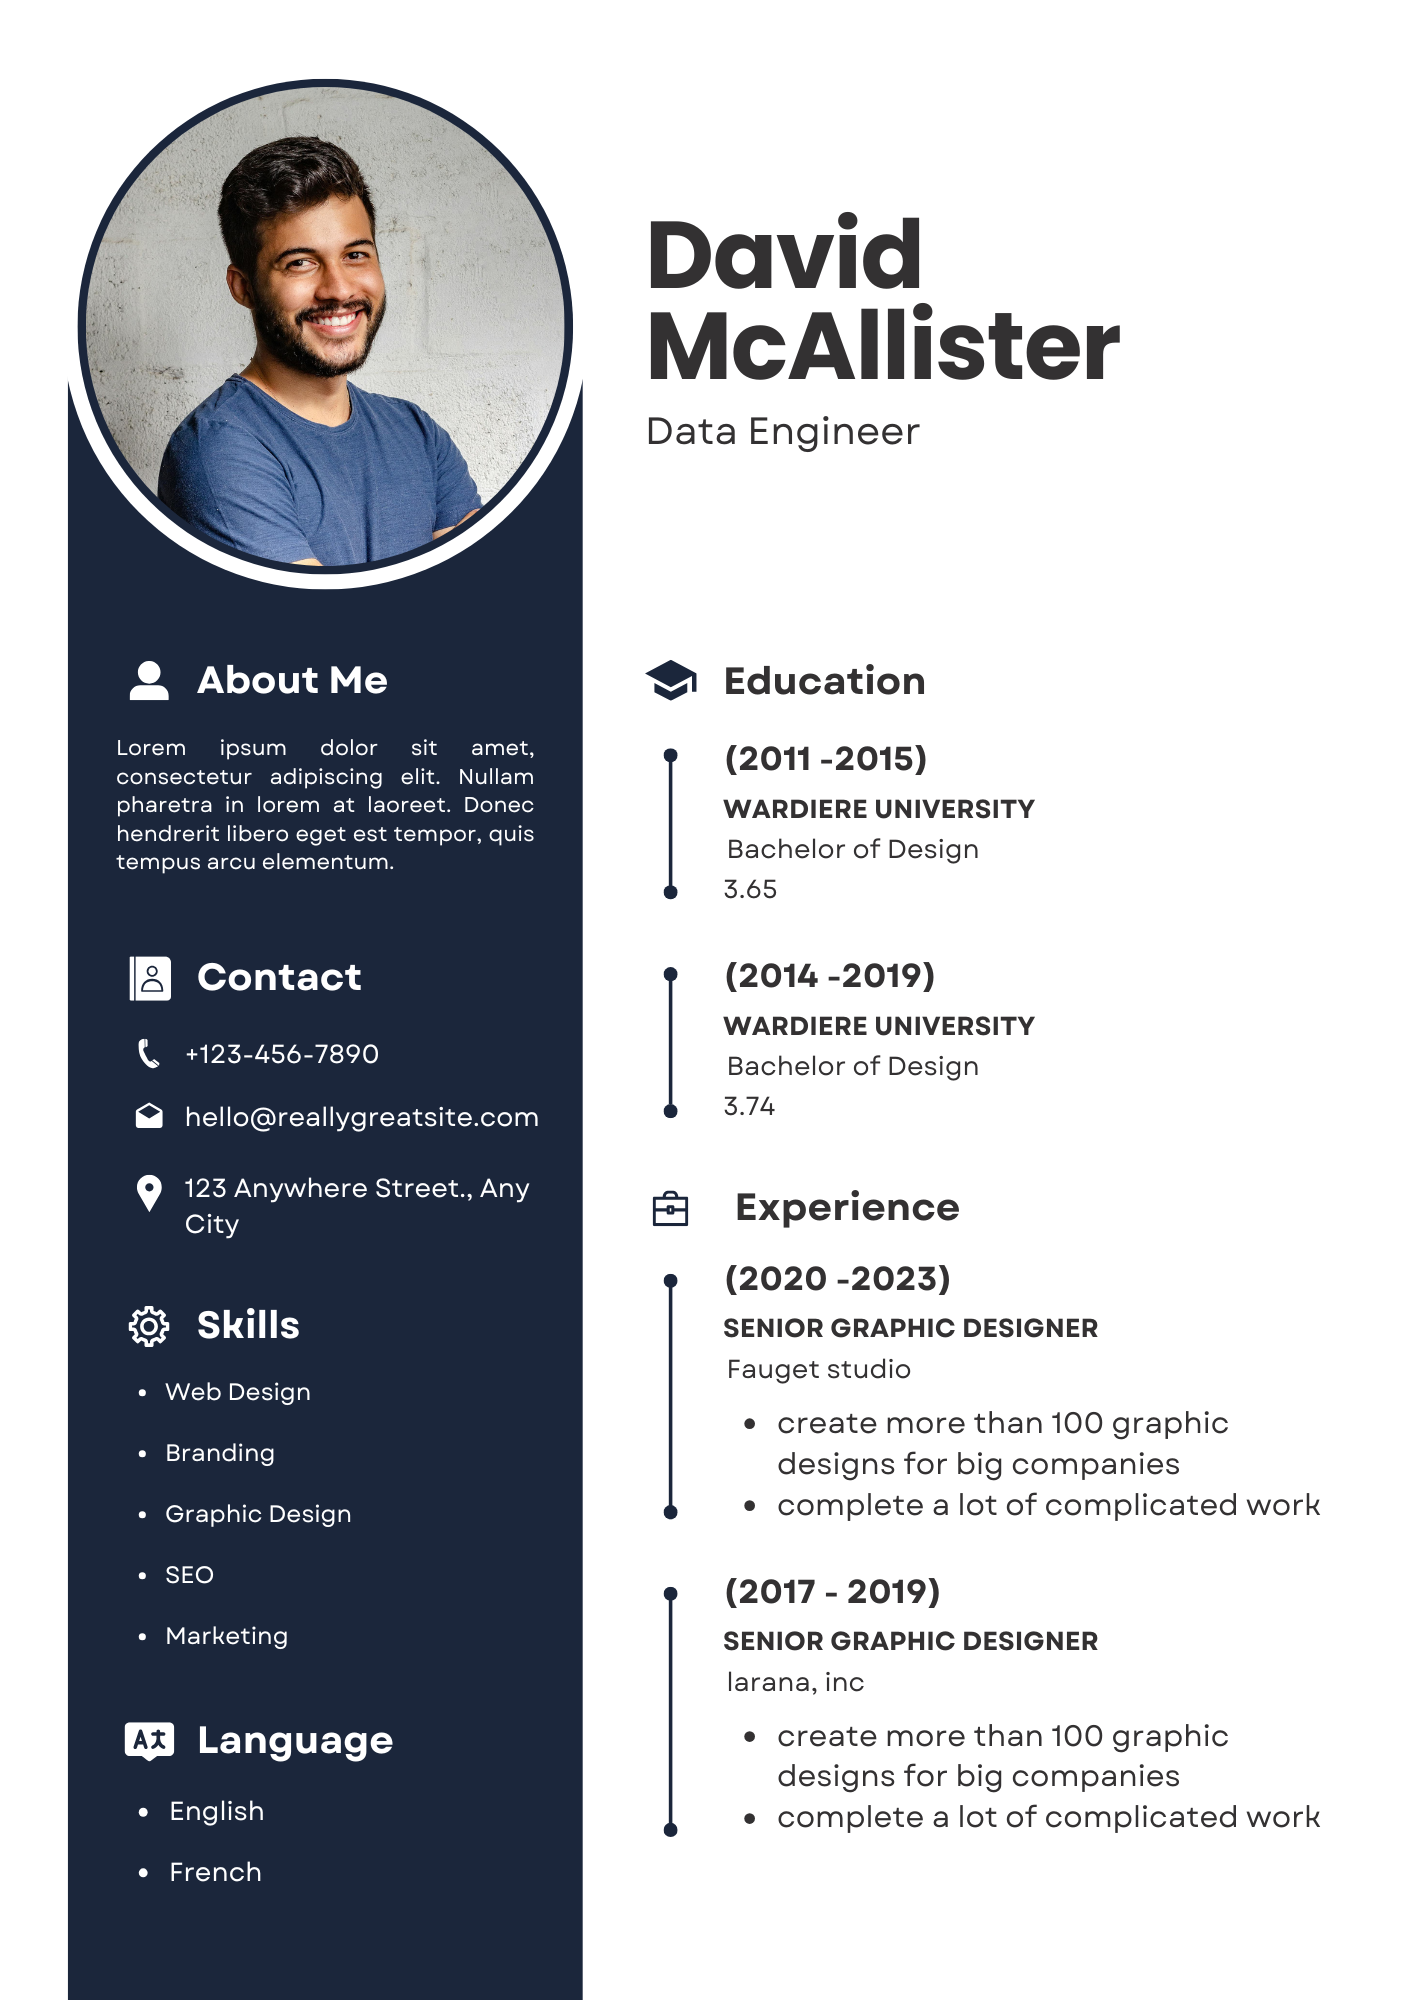 David
McAllister
Data Engineer
About Me
Lorem ipsum dolor sit amet,
consectetur adipiscing elit. Nullam
pharetra in lorem at laoreet. Donec
hendrerit libero eget est tempor, quis
tempus arcu elementum.
Contact
+123-456-7890
hello@reallygreatsite.com
123 Anywhere Street., Any
City
Skills
• Web Design
• Branding
• Graphic Design
• SEO
• Marketing
Language
• English
• French
Education
(2011 -2015)
WARDIERE UNIVERSITY
Bachelor of Design
3.65
(2014 -2019)
WARDIERE UNIVERSITY
Bachelor of Design
3.74
Experience
(2020 -2023)
SENIOR GRAPHIC DESIGNER
Fauget studio
• create more than 100 graphic
designs for big companies
• complete a lot of complicated work
(2017 - 2019)
SENIOR GRAPHIC DESIGNER
larana, inc
• create more than 100 graphic
designs for big companies
• complete a lot of complicated work